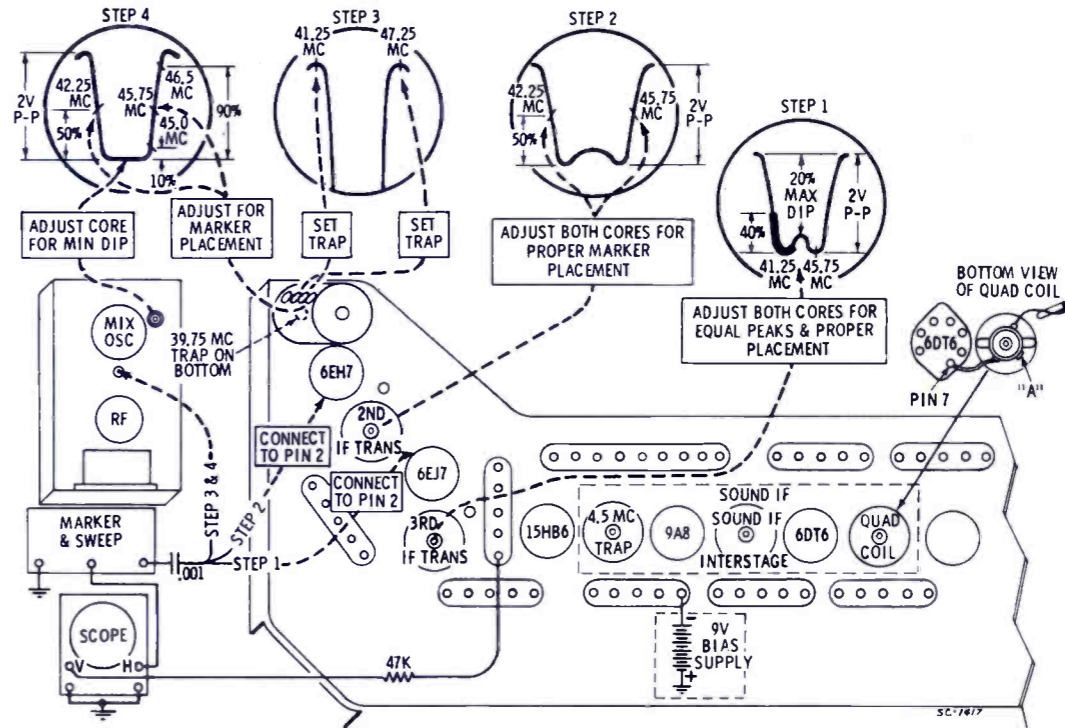 STEP 4
42.25
MC
46.5
MC
45.75
MC
45.0
MC
2V
P-P
50%
90%
10%
STEP 3
41.25
MC
47.25
MC
STEP 2
42.25
MC
45.75
MC
50%
2V
P-P
STEP 1
20%
MAX
DIP
2V
P-P
40%
41.25
MC
45.75
MC
ADJUST CORE
FOR MIN DIP
ADJUST FOR
MARKER
PLACEMENT
SET
TRAP
SET
TRAP
ADJUST BOTH CORES FOR
PROPER MARKER
PLACEMENT
ADJUST BOTH CORES FOR
EQUAL PEAKS & PROPER
PLACEMENT
BOTTOM VIEW
OF QUAD COIL
6DT6
PIN 7
"A"
MIX
OSC
RF
39.75 MC
TRAP ON
BOTTOM
6EH7
2ND
IF TRANS
CONNECT
TO PIN 2
6EJ7
CONNECT
TO PIN 2
3RD
IF TRANS
15HB6
4.5 MC
TRAP
9A8
SOUND IF
SOUND IF
INTERSTAGE
6DT6
QUAD
COIL
MARKER
& SWEEP
.001
STEP 3 & 4
STEP 2
STEP 1
SCOPE
V
H
47K
9V
BIAS
SUPPLY
+
SC-1417